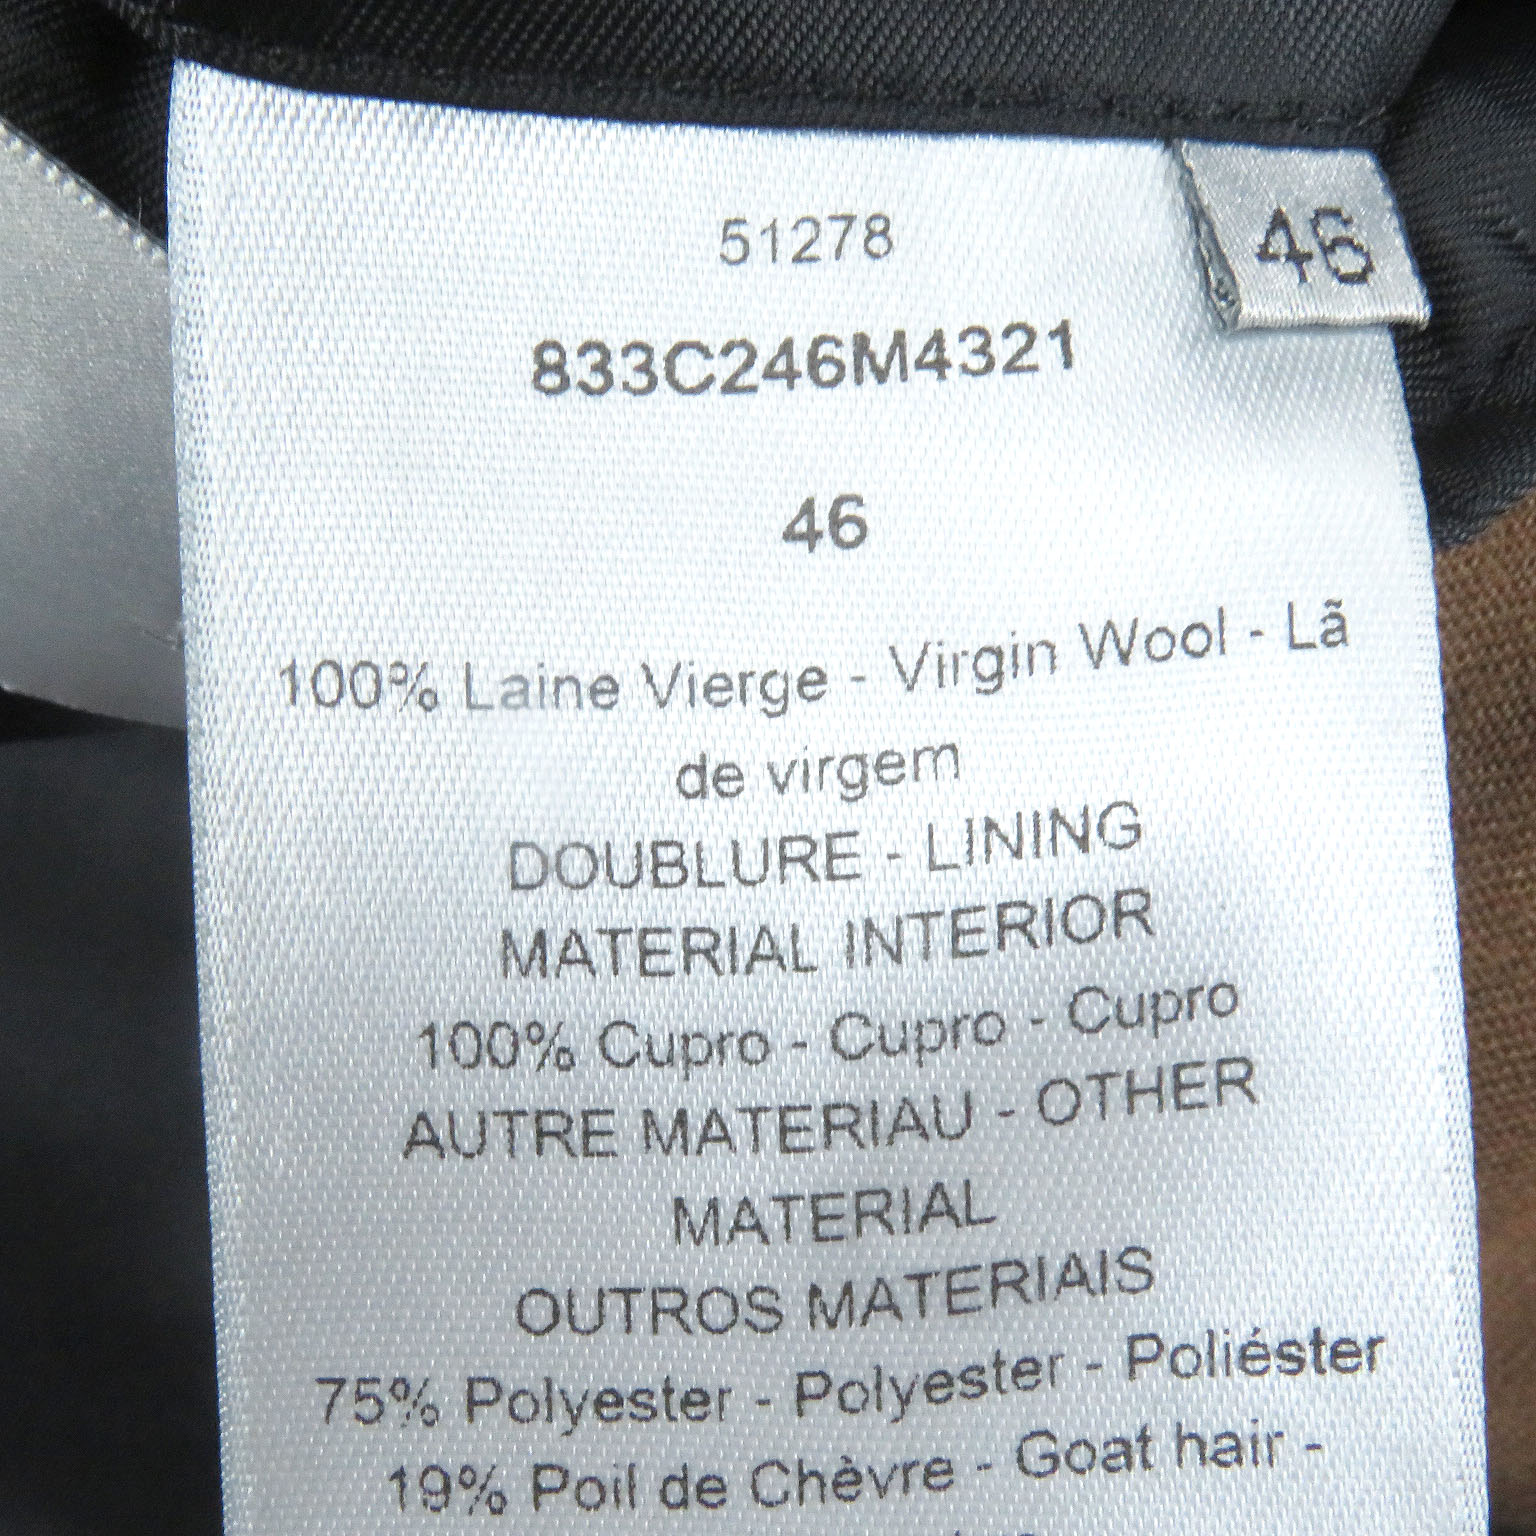 51278
46
833C246M4321
46
100% Laine Vierge - Virgin Wool - Lã
de virgem
DOUBLURE - LINING
MATERIAL INTERIOR
100% Cupro - Cupro - Cupro
AUTRE MATERIAU - OTHER
MATERIAL
OUTROS MATERIAIS
75% Polyester - Polyester - Poliéster
19% Poil de Chèvre - Goat hair -